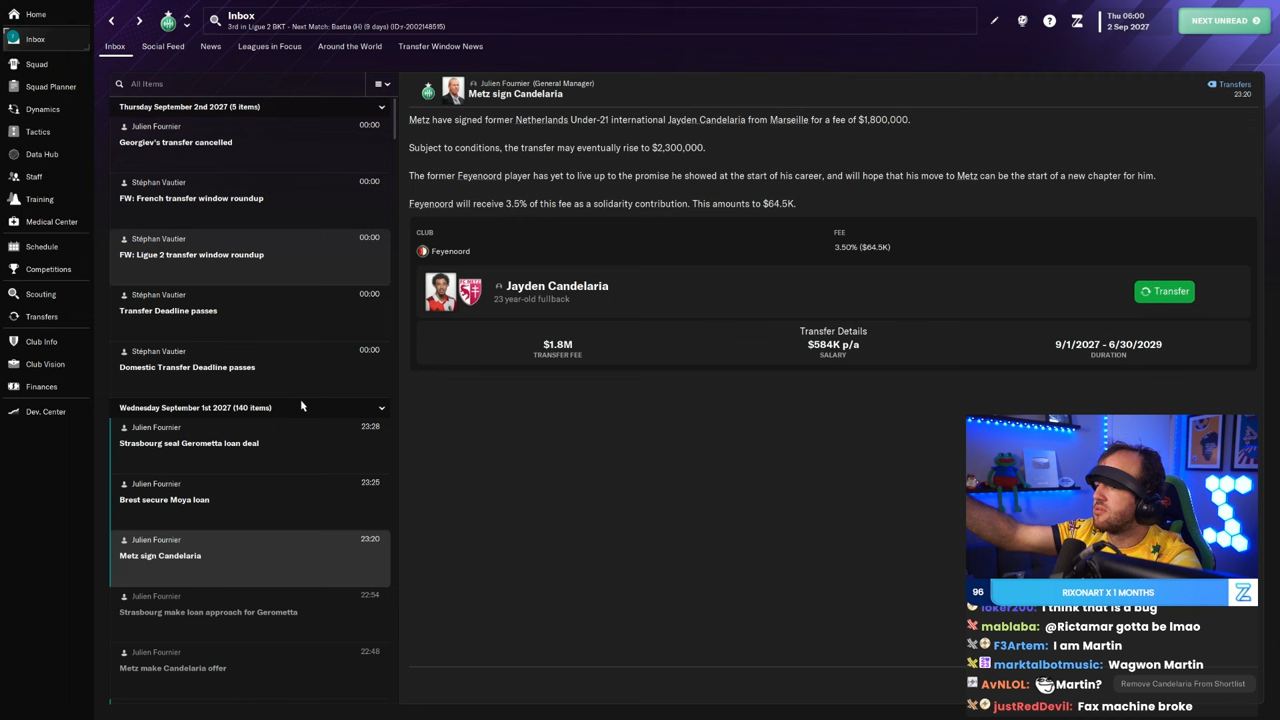 Home
Inbox
Squad
Squad Planner
Dynamics
Tactics
Data Hub
Staff
Training
Medical Center
Schedule
Competitions
Scouting
Transfers
Club Info
Club Vision
Finances
Dev. Center
Inbox
3rd in Ligue 2 BKT - Next Match: Bastia (H) (9 days) (ID:r-2002148515)
Thu 06:00
2 Sep 2027
NEXT UNREAD
Inbox Social Feed News Leagues in Focus Around the World Transfer Window News
All Items
Thursday September 2nd 2027 (5 items)
Julien Fournier 00:00
Georgiev's transfer cancelled
Stéphan Vautier 00:00
FW: French transfer window roundup
Stéphan Vautier 00:00
FW: Ligue 2 transfer window roundup
Stéphan Vautier 00:00
Transfer Deadline passes
Stéphan Vautier 00:00
Domestic Transfer Deadline passes
Wednesday September 1st 2027 (140 items)
Julien Fournier 23:28
Strasbourg seal Gerometta loan deal
Julien Fournier 23:25
Brest secure Moya loan
Julien Fournier 23:20
Metz sign Candelaria
Julien Fournier 22:54
Strasbourg make loan approach for Gerometta
Julien Fournier 22:48
Metz make Candelaria offer
Julien Fournier (General Manager)
Metz sign Candelaria
Transfers
23:20
Metz have signed former Netherlands Under-21 international Jayden Candelaria from Marseille for a fee of $1,800,000.
Subject to conditions, the transfer may eventually rise to $2,300,000.
The former Feyenoord player has yet to live up to the promise he showed at the start of his career, and will hope that his move to Metz can be the start of a new chapter for him.
Feyenoord will receive 3.5% of this fee as a solidarity contribution. This amounts to $64.5K.
CLUB FEE
Feyenoord 3.50% ($64.5K)
Jayden Candelaria
23 year-old fullback
Transfer
Transfer Details
$1.8M $584K p/a 9/1/2027 - 6/30/2029
TRANSFER FEE SALARY DURATION
96 RIXONART X 1 MONTHS
loker200: I think that is a bug
mablaba: @Rictamar gotta be lmao
F3Artem: I am Martin
marktalbotmusic: Wagwon Martin
AvNLOL: Martin?
Remove Candelaria From Shortlist
justRedDevil: Fax machine broke